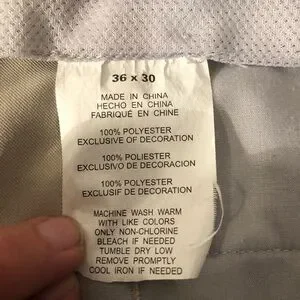 36 x 30
MADE IN CHINA
HECHO EN CHINA
FABRIQUÉ EN CHINE
100% POLYESTER
EXCLUSIVE OF DECORATION
100% POLIESTER
EXCLUSIVO DE DECORACION
100% POLYESTER
EXCLUSIF DE DECORATION
MACHINE WASH WARM
WITH LIKE COLORS
ONLY NON-CHLORINE
BLEACH IF NEEDED
TUMBLE DRY LOW
REMOVE PROMPTLY
COOL IRON IF NEEDED